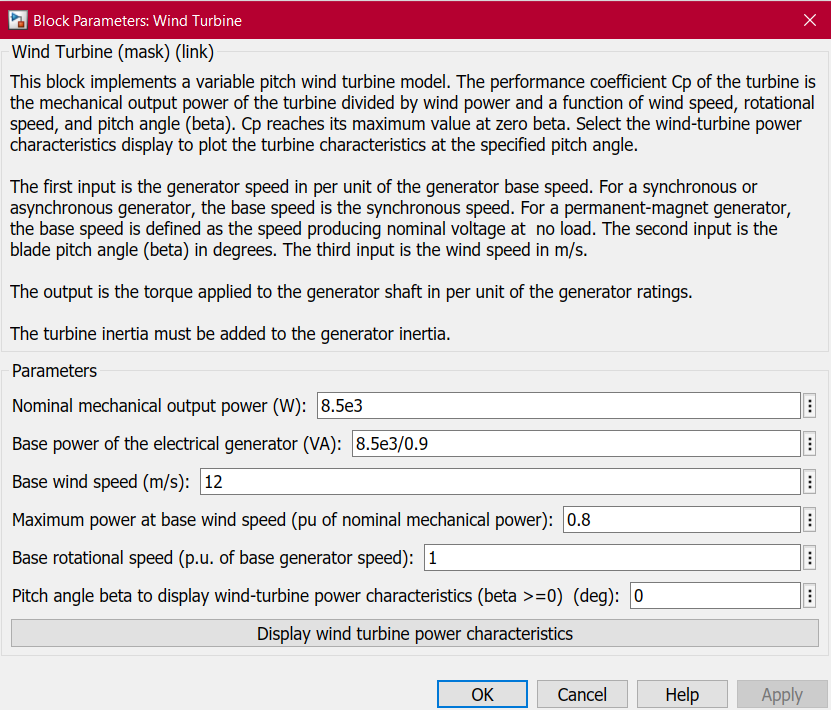 Block Parameters: Wind Turbine
Wind Turbine (mask) (link)
This block implements a variable pitch wind turbine model. The performance coefficient Cp of the turbine is
the mechanical output power of the turbine divided by wind power and a function of wind speed, rotational
speed, and pitch angle (beta). Cp reaches its maximum value at zero beta. Select the wind-turbine power
characteristics display to plot the turbine characteristics at the specified pitch angle.
The first input is the generator speed in per unit of the generator base speed. For a synchronous or
asynchronous generator, the base speed is the synchronous speed. For a permanent-magnet generator,
the base speed is defined as the speed producing nominal voltage at  no load. The second input is the
blade pitch angle (beta) in degrees. The third input is the wind speed in m/s.
The output is the torque applied to the generator shaft in per unit of the generator ratings.
The turbine inertia must be added to the generator inertia.
Parameters
Nominal mechanical output power (W): 8.5e3
Base power of the electrical generator (VA): 8.5e3/0.9
Base wind speed (m/s): 12
Maximum power at base wind speed (pu of nominal mechanical power): 0.8
Base rotational speed (p.u. of base generator speed): 1
Pitch angle beta to display wind-turbine power characteristics (beta >=0)  (deg): 0
Display wind turbine power characteristics
OK Cancel Help Apply